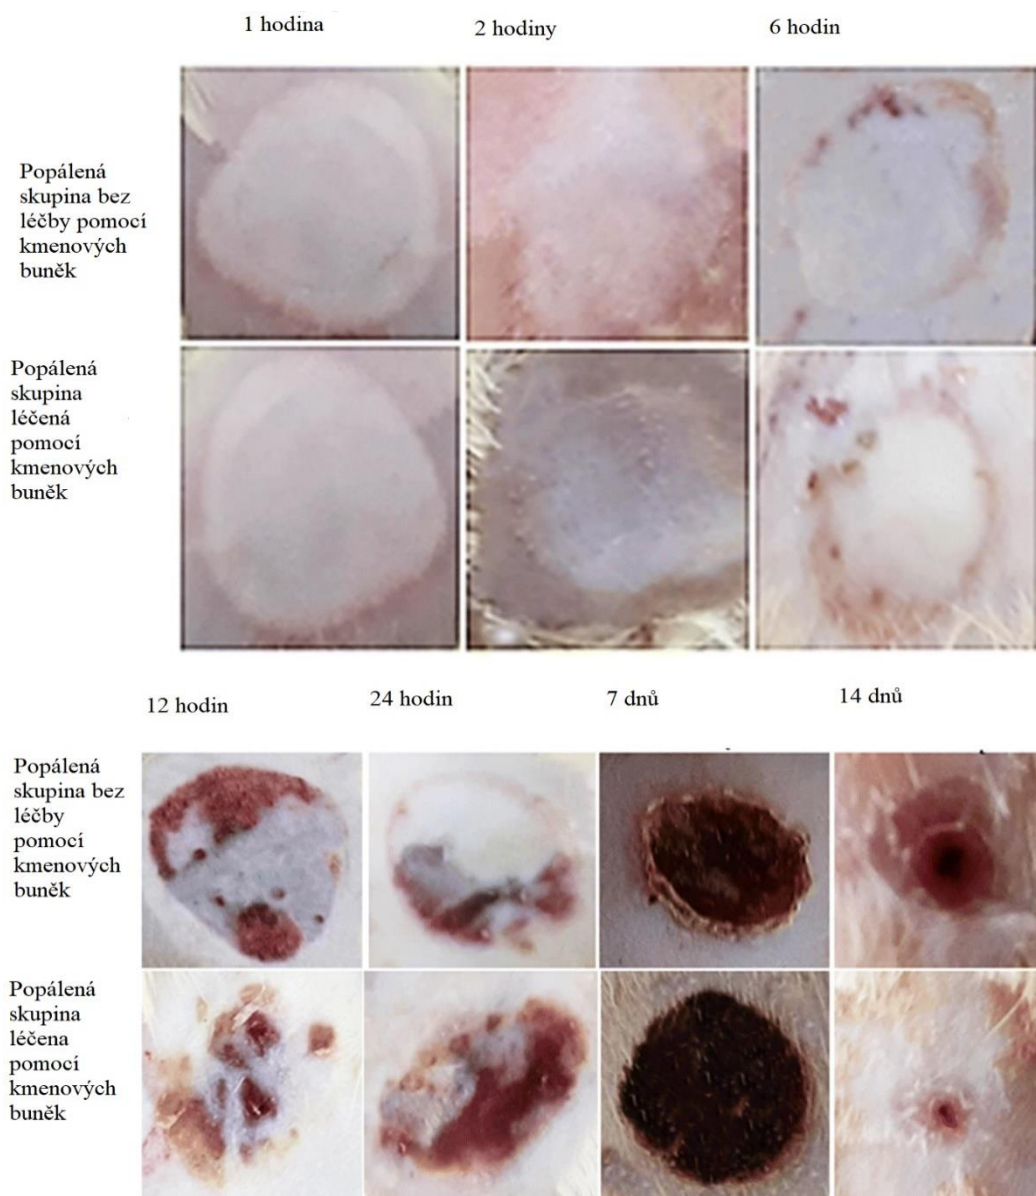 1 hodina
2 hodiny
6 hodin
Popálená
skupina bez
léčby pomocí
kmenových
buněk
Popálená
skupina
léčená
pomocí
kmenových
buněk
12 hodin
24 hodin
7 dnů
14 dnů
Popálená
skupina bez
léčby
pomocí
kmenových
buněk
Popálená
skupina
léčena
pomocí
kmenových
buněk